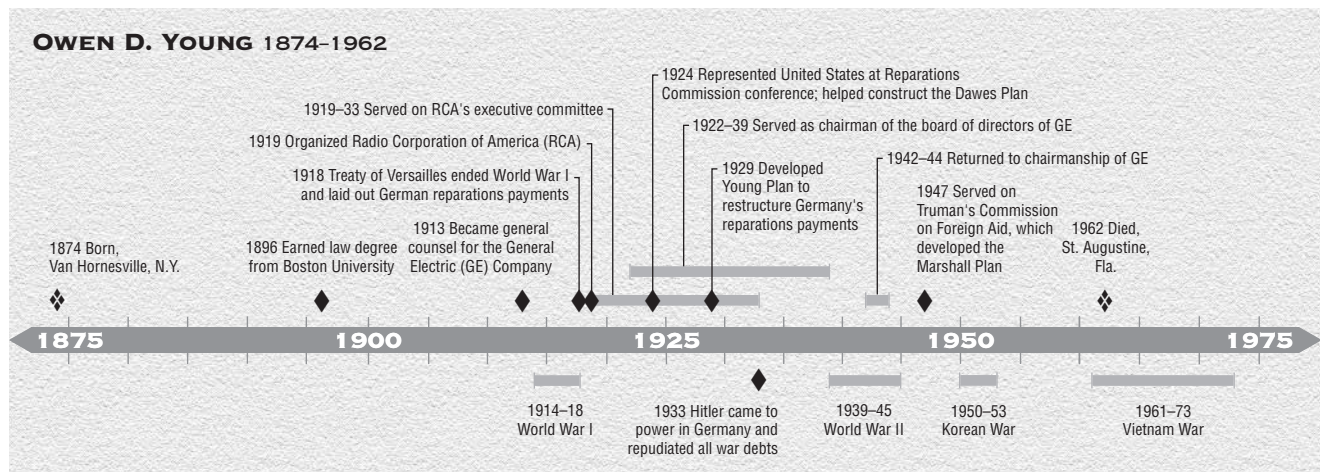 OWEN D. YOUNG 1874–1962
1924 Represented United States at Reparations
Commission conference; helped construct the Dawes Plan
1919–33 Served on RCA's executive committee
1922–39 Served as chairman of the board of directors of GE
1919 Organized Radio Corporation of America (RCA)
1942–44 Returned to chairmanship of GE
1918 Treaty of Versailles ended World War I
and laid out German reparations payments
1929 Developed
Young Plan to
restructure Germany's
reparations payments
1947 Served on
Truman's Commission
on Foreign Aid, which
developed the
Marshall Plan
1874 Born,
Van Hornesville, N.Y.
1896 Earned law degree
from Boston University
1913 Became general
counsel for the General
Electric (GE) Company
1962 Died,
St. Augustine,
Fla.
1875
1900
1925
1950
1975
1914–18
World War I
1933 Hitler came to
power in Germany and
repudiated all war debts
1939–45
World War II
1950–53
Korean War
1961–73
Vietnam War